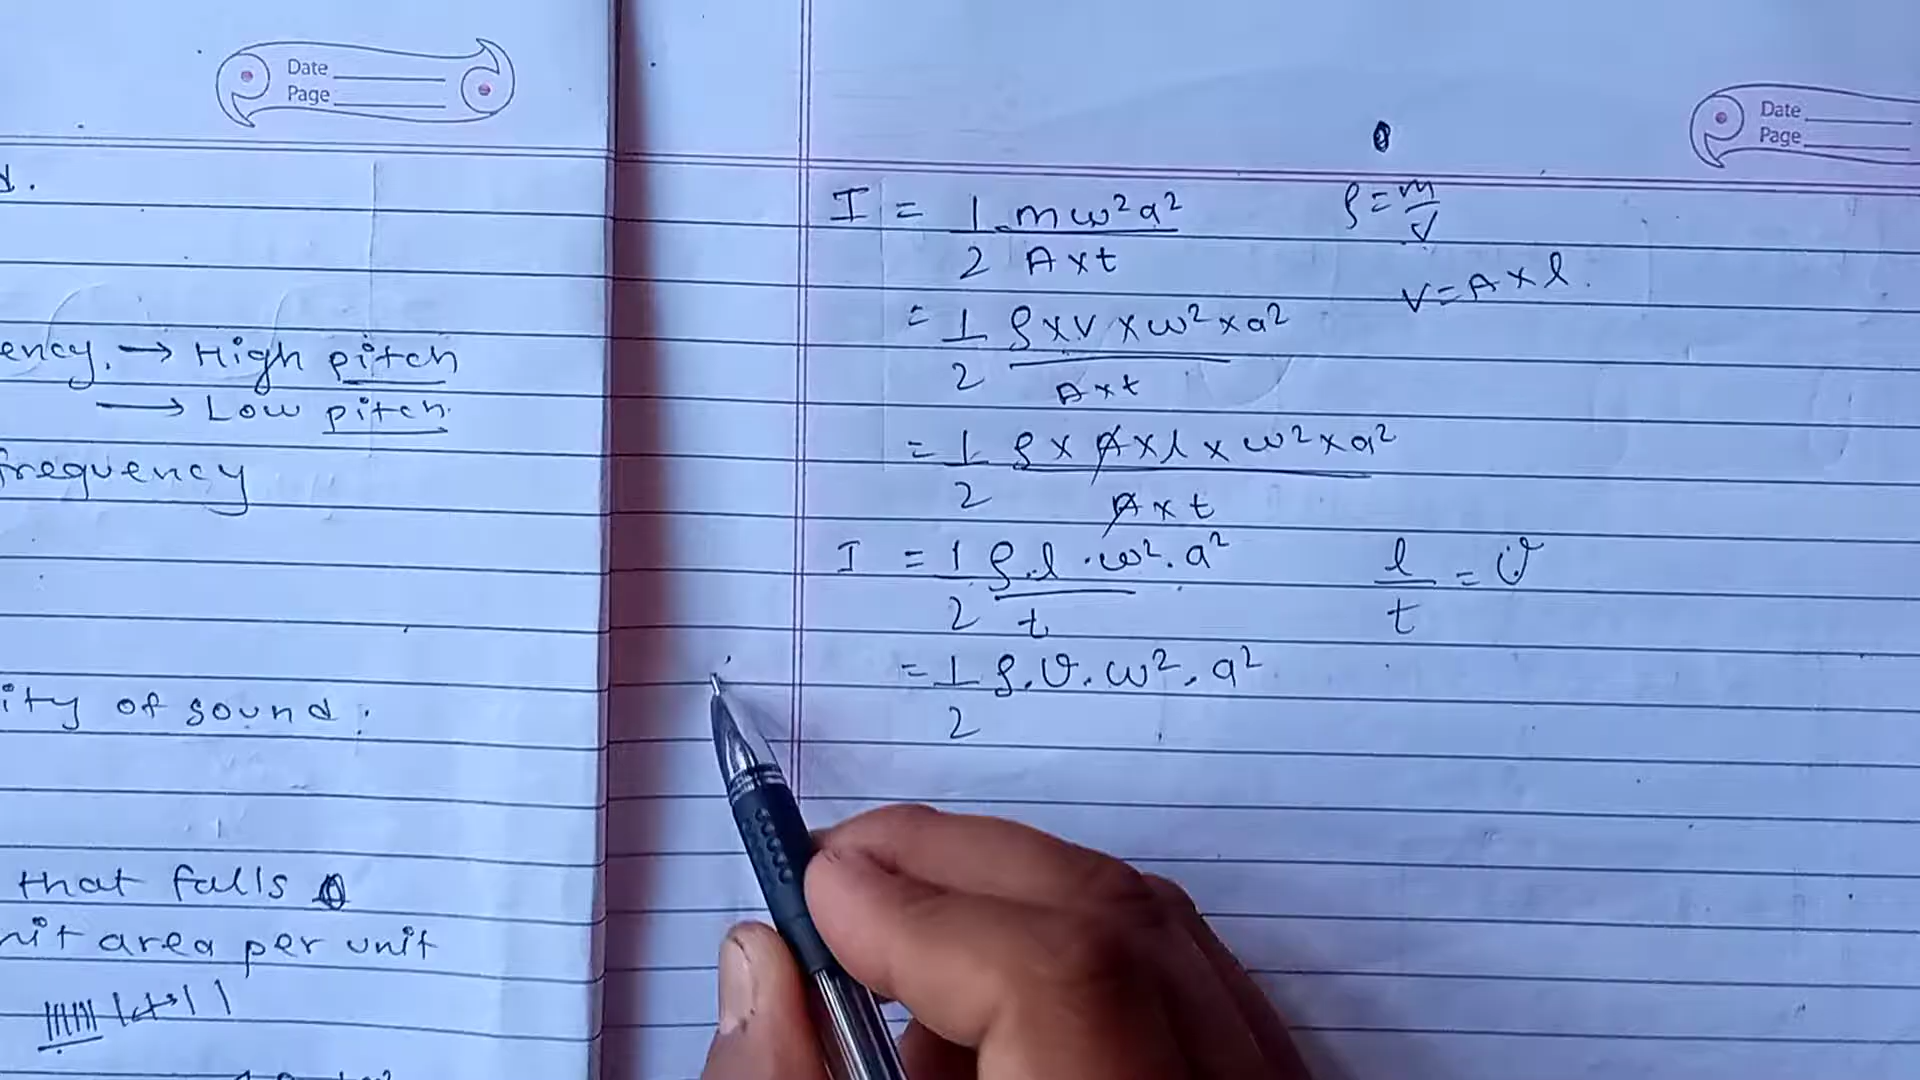 Date
Page
d.
ency. → High pitch
→ Low pitch.
frequency
ity of sound.
that falls
nit area per unit
Date
Page
I = 1/2 · mω²a² / A×t    ρ = m/V
V = A × l.
= 1/2 ρ×V×ω²×a² / A×t
= 1/2 ρ×A×l×ω²×a² / A×t
I = 1/2 ρ.l.ω².a² / t    l/t = v
= 1/2 ρ.v.ω².a²